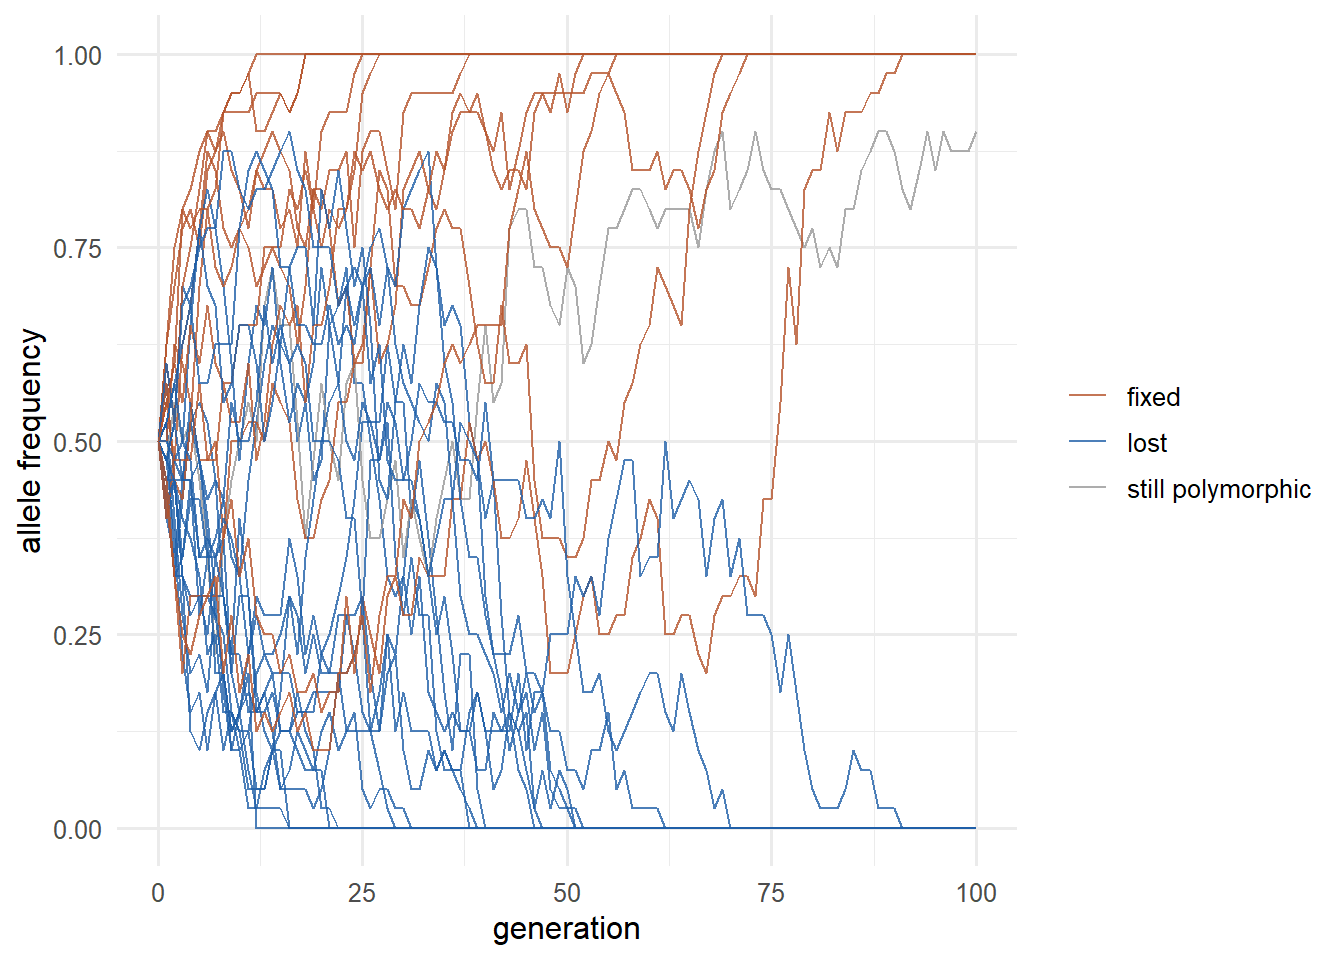 1.00
0.75
0.50
0.25
0.00
allele frequency
0 25 50 75 100
generation
fixed
lost
still polymorphic